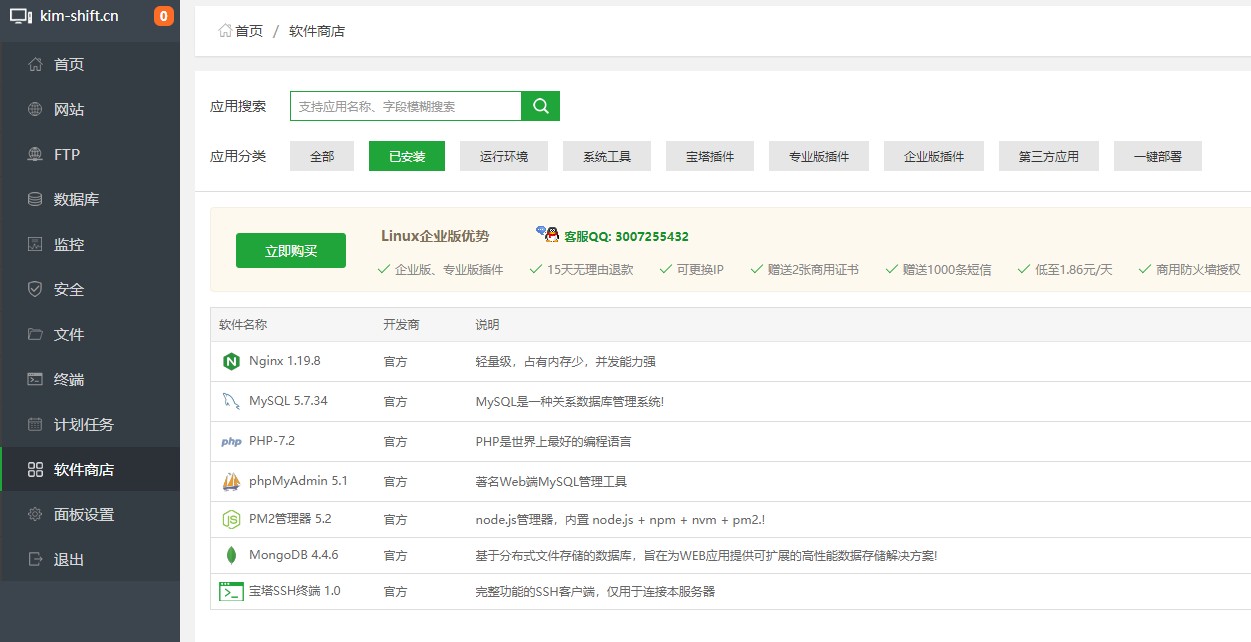 kim-shift.cn 0
首页
网站
FTP
数据库
监控
安全
文件
终端
计划任务
软件商店
面板设置
退出
首页 / 软件商店
应用搜索 支持应用名称、字段模糊搜索
应用分类 全部 已安装 运行环境 系统工具 宝塔插件 专业版插件 企业版插件 第三方应用 一键部署
立即购买
Linux企业版优势 客服QQ: 3007255432
企业版、专业版插件 15天无理由退款 可更换IP 赠送2张商用证书 赠送1000条短信 低至1.86元/天 商用防火墙授权
软件名称 开发商 说明
Nginx 1.19.8 官方 轻量级，占有内存少，并发能力强
MySQL 5.7.34 官方 MySQL是一种关系数据库管理系统!
php PHP-7.2 官方 PHP是世界上最好的编程语言
phpMyAdmin 5.1 官方 著名Web端MySQL管理工具
JS PM2管理器 5.2 官方 node.js管理器，内置 node.js + npm + nvm + pm2.!
MongoDB 4.4.6 官方 基于分布式文件存储的数据库，旨在为WEB应用提供可扩展的高性能数据存储解决方案!
宝塔SSH终端 1.0 官方 完整功能的SSH客户端，仅用于连接本服务器